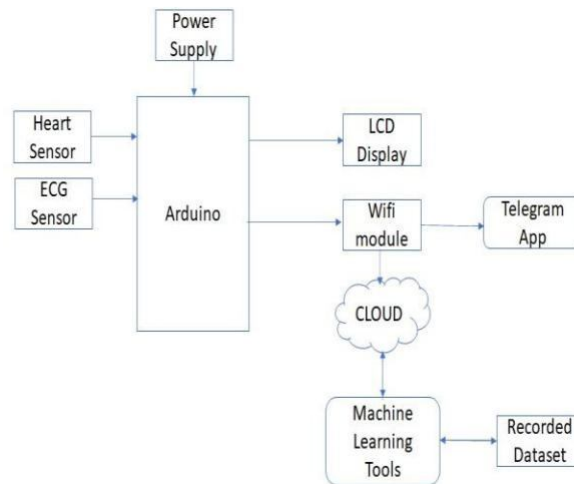 Power
Supply
Heart
Sensor
ECG
Sensor
Arduino
LCD
Display
Wifi
module
Telegram
App
CLOUD
Machine
Learning
Tools
Recorded
Dataset